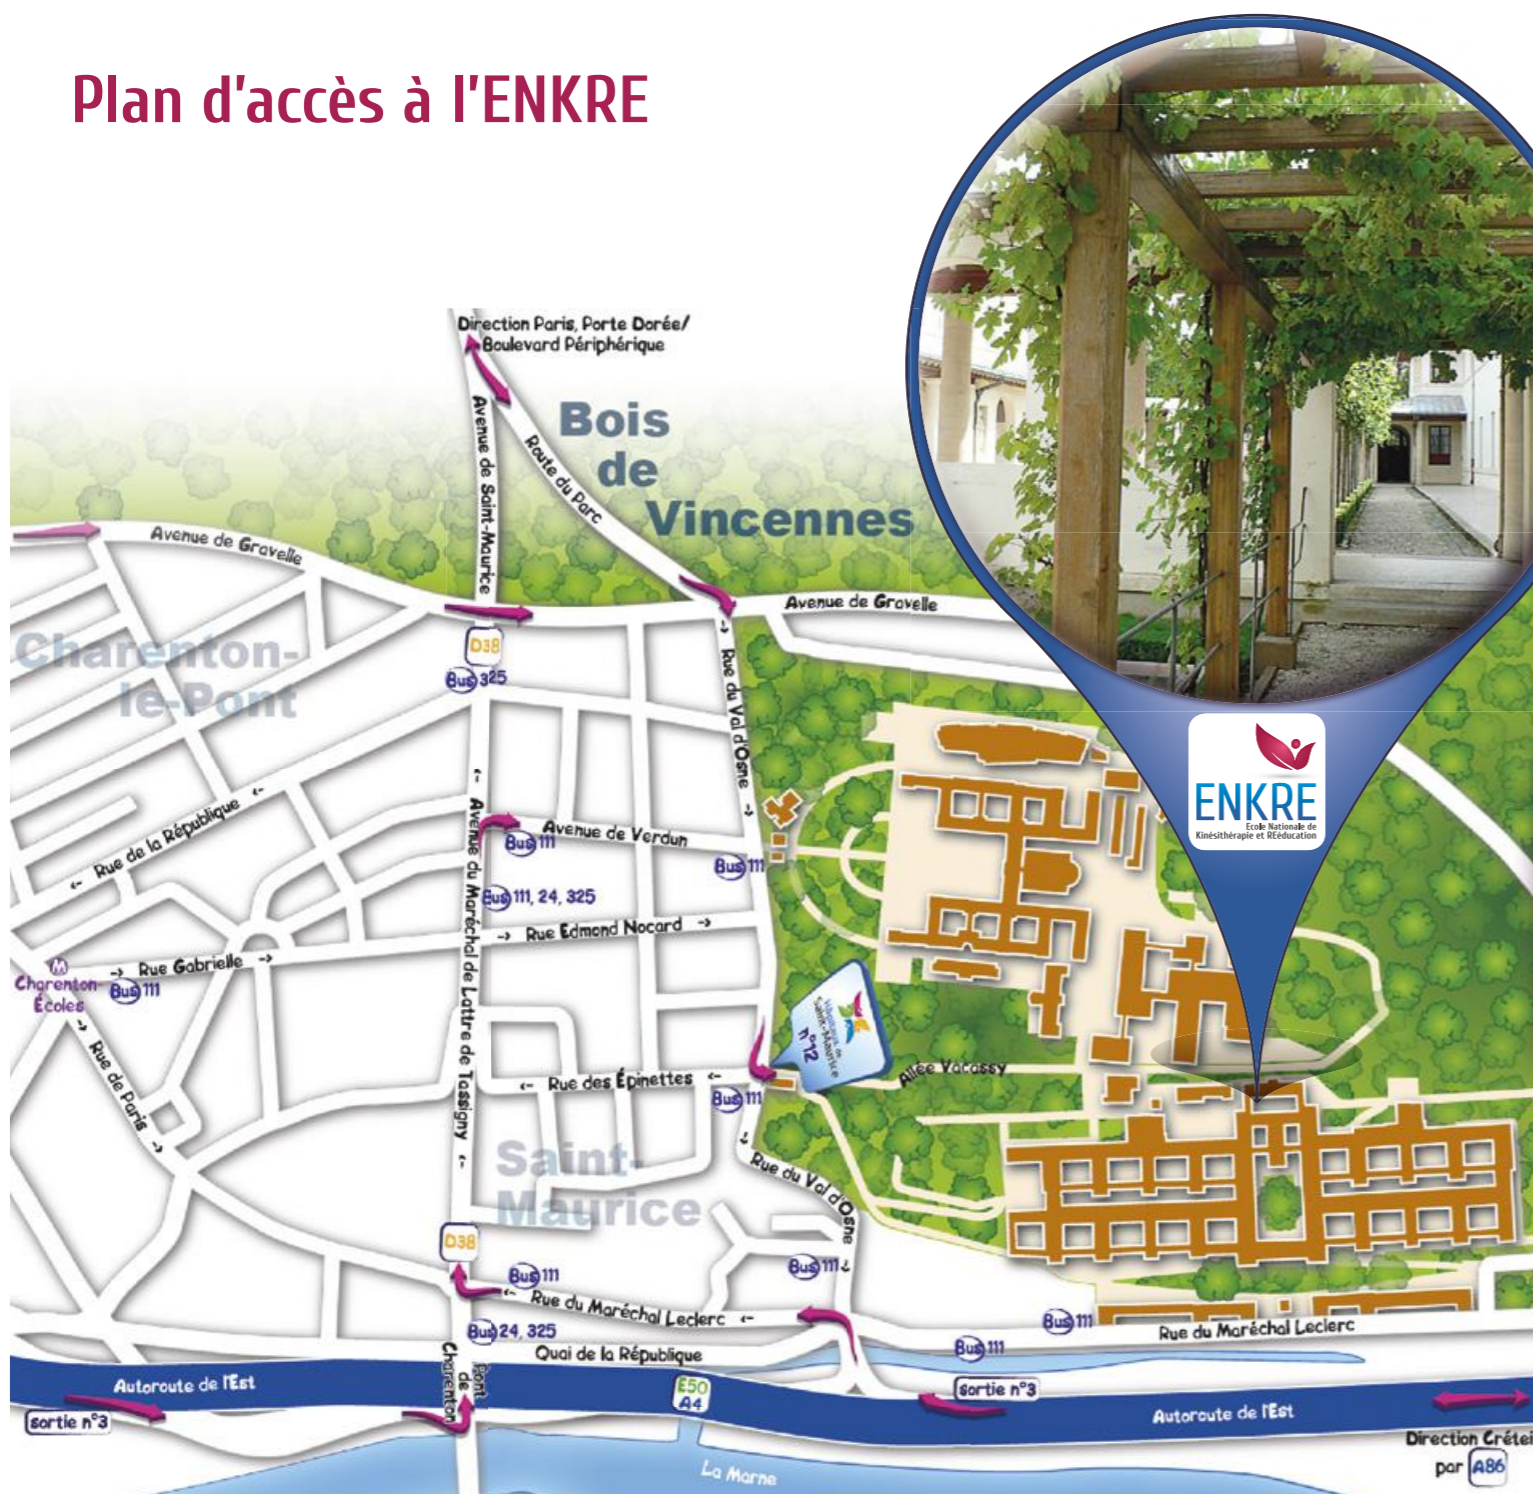 Plan d'accès à l'ENKRE
Direction Paris, Porte Dorée/
Boulevard Périphérique
Avenue de Saint-Maurice
Route du Parc
Bois
de
Vincennes
Avenue de Gravelle
Avenue de Gravelle
Charenton-
le-Pont
D38
Bus 325
Rue du Val d'Osne
ENKRE
Ecole Nationale de
Kinésithérapie et REéducation
Rue de la République
Avenue du Maréchal de Lattre de Tassigny
Avenue de Verdun
Bus 111
Bus 111
Bus 111, 24, 325
Rue Edmond Nocard
Rue Gabrielle
M
Charenton-
Écoles
Bus 111
Rue de Paris
Hôpitaux de
Saint-Maurice
n°12
Allée Vacassy
Rue des Épinettes
Bus 111
Saint-
Maurice
Rue du Val d'Osne
D38
Bus 111
Bus 111
Rue du Maréchal Leclerc
Bus 111
Rue du Maréchal Leclerc
Bus 24, 325
Bus 111
Quai de la République
Pont
de
Charenton
Autoroute de l'Est
E50
A4
sortie n°3
sortie n°3
Autoroute de l'Est
Direction Crétei
par A86
La Marne